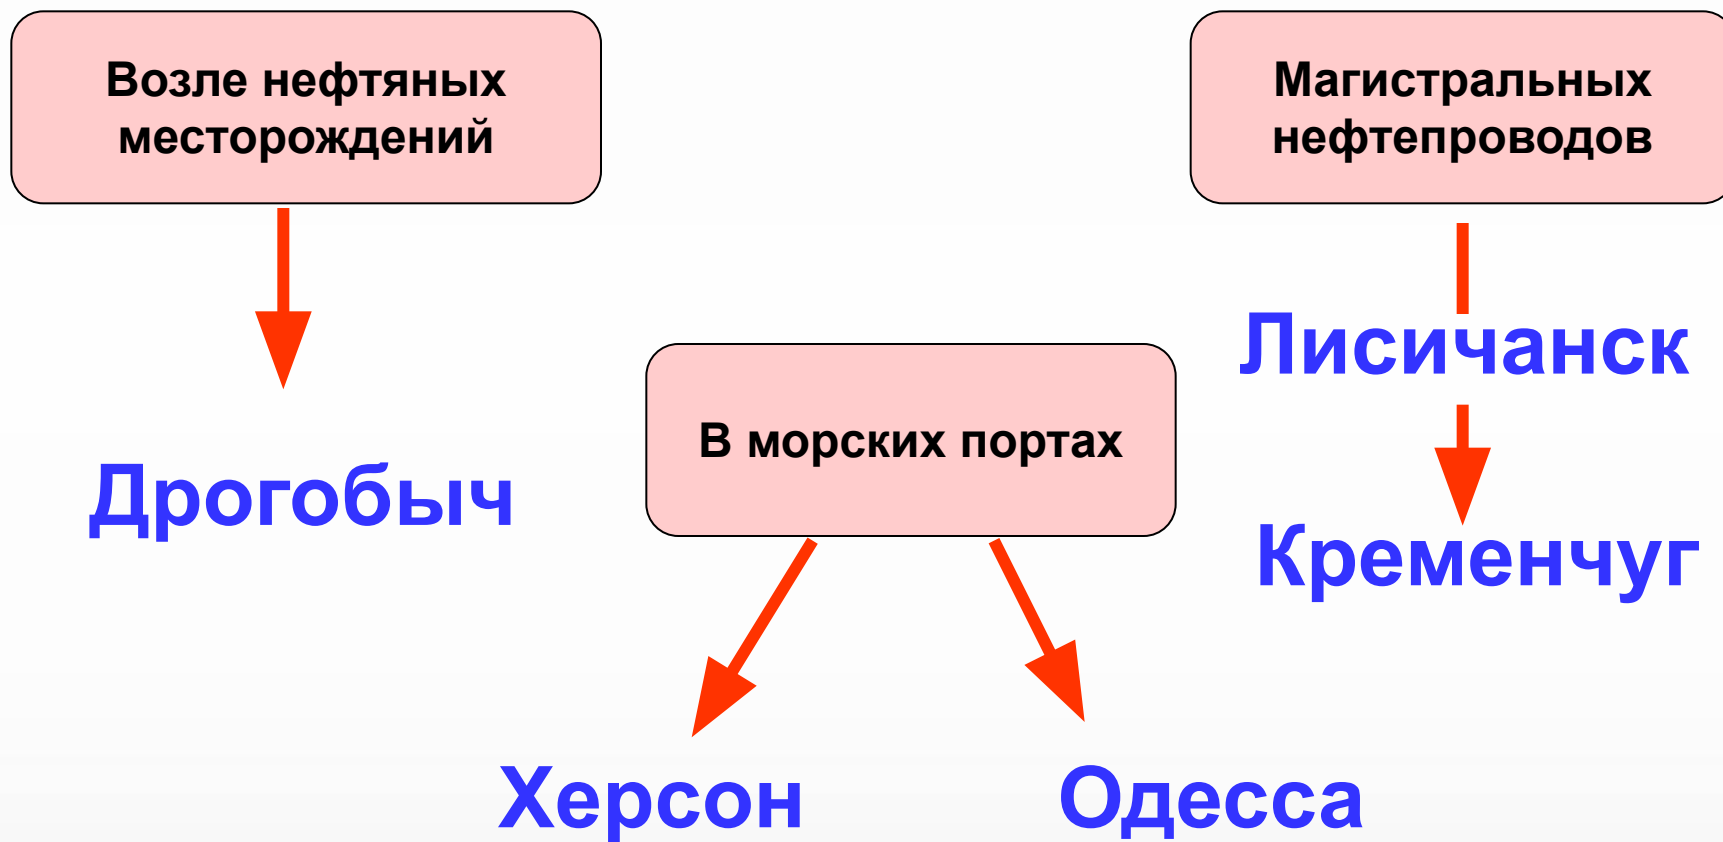 Возле нефтяных
месторождений
Магистральных
нефтепроводов
Лисичанск
В морских портах
Дрогобыч
Кременчуг
Херсон
Одесса